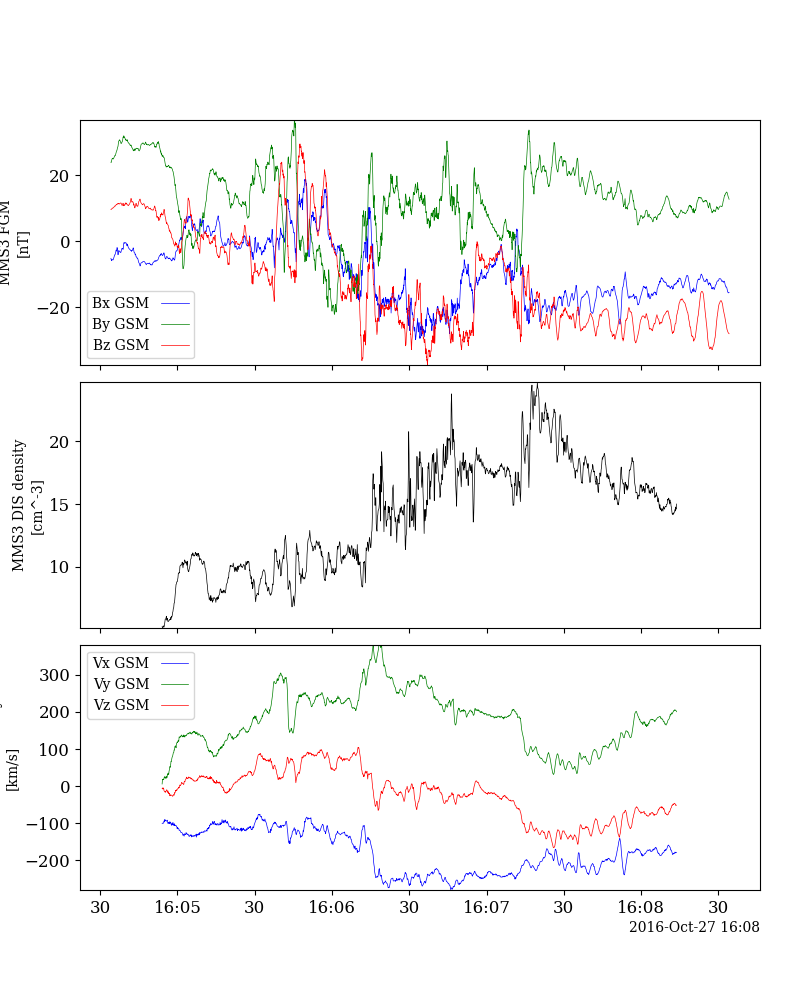 MMS3 FGM
[nT]
20
0
−20
Bx GSM
By GSM
Bz GSM
MMS3 DIS density
[cm^-3]
20
15
10
[km/s]
300
200
100
0
−100
−200
Vx GSM
Vy GSM
Vz GSM
30
16:05
30
16:06
30
16:07
30
16:08
30
2016-Oct-27 16:08